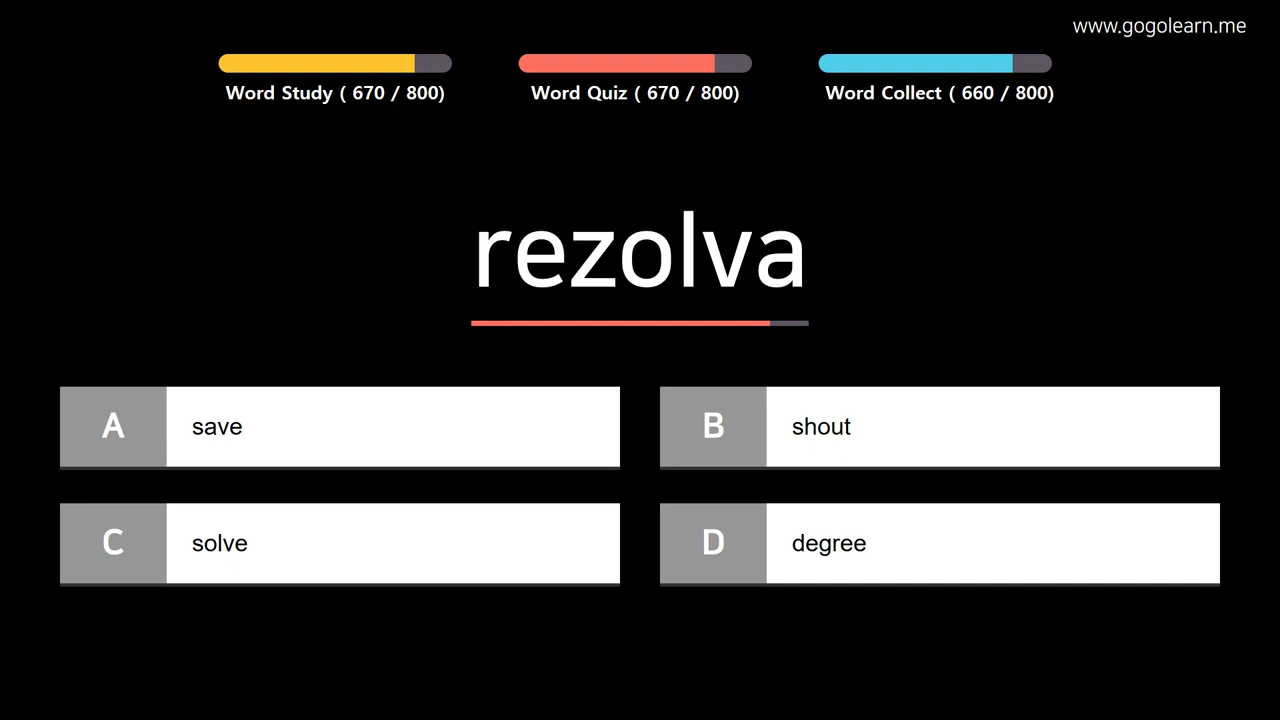 www.gogolearn.me
Word Study ( 670 / 800)
Word Quiz ( 670 / 800)
Word Collect ( 660 / 800)
rezolva
A save
B shout
C solve
D degree